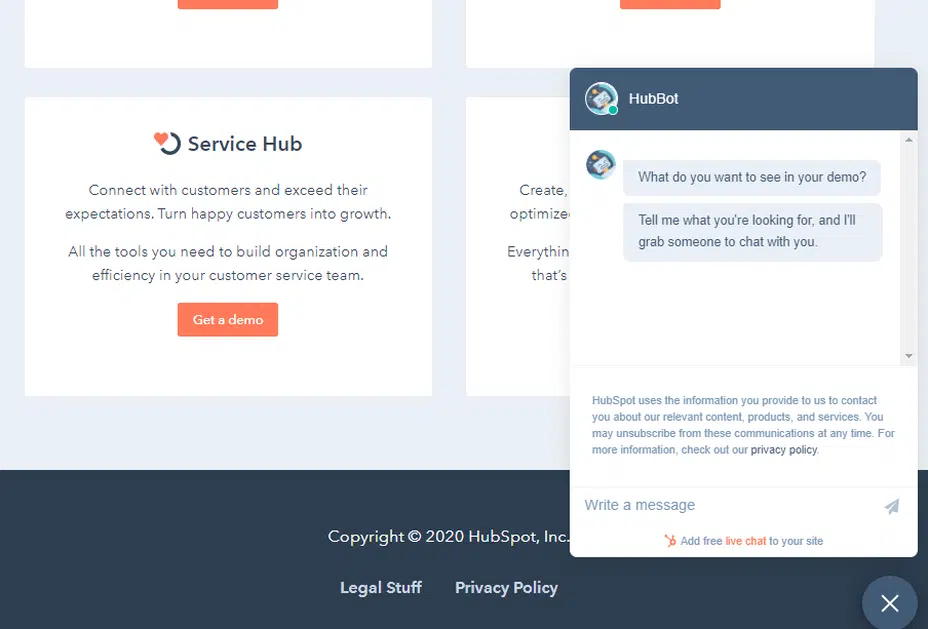 Service Hub
Connect with customers and exceed their
expectations. Turn happy customers into growth.
All the tools you need to build organization and
efficiency in your customer service team.
Get a demo
Create,
optimized
Everything
that's
HubBot
What do you want to see in your demo?
Tell me what you're looking for, and I'll
grab someone to chat with you.
HubSpot uses the information you provide to us to contact
you about our relevant content, products, and services. You
may unsubscribe from these communications at any time. For
more information, check out our privacy policy.
Write a message
Add free live chat to your site
Copyright © 2020 HubSpot, Inc.
Legal Stuff
Privacy Policy